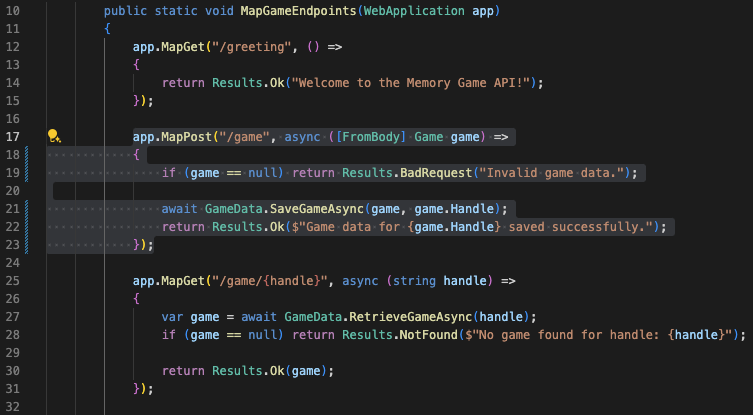 10 public static void MapGameEndpoints(WebApplication app)
11 {
12 app.MapGet("/greeting", () =>
13 {
14 return Results.Ok("Welcome to the Memory Game API!");
15 });
16
17 app.MapPost("/game", async ([FromBody] Game game) =>
18 {
19 if (game == null) return Results.BadRequest("Invalid game data.");
20
21 await GameData.SaveGameAsync(game, game.Handle);
22 return Results.Ok($"Game data for {game.Handle} saved successfully.");
23 });
24
25 app.MapGet("/game/{handle}", async (string handle) =>
26 {
27 var game = await GameData.RetrieveGameAsync(handle);
28 if (game == null) return Results.NotFound($"No game found for handle: {handle}");
29
30 return Results.Ok(game);
31 });
32